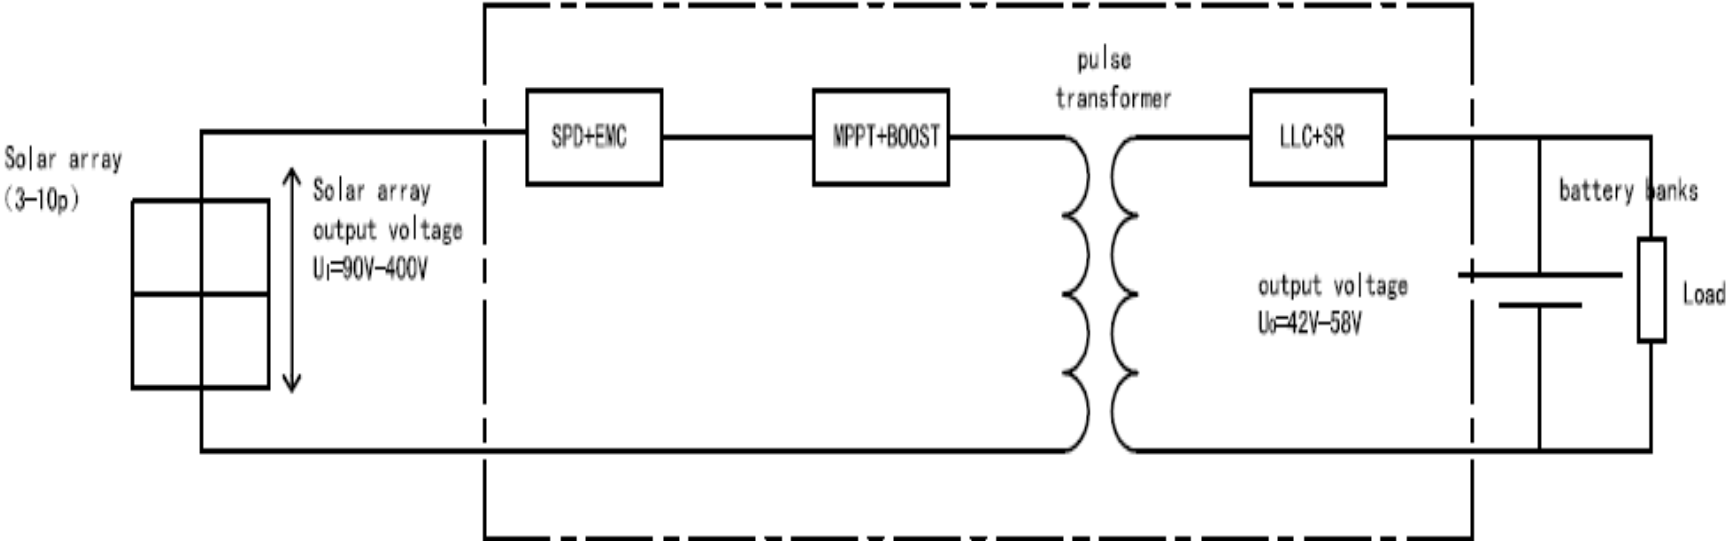 Solar array
(3-10p)
Solar array
output voltage
UI=90V-400V
SPD+EMC
MPPT+BOOST
pulse
transformer
LLC+SR
output voltage
U0=42V-58V
battery banks
Load